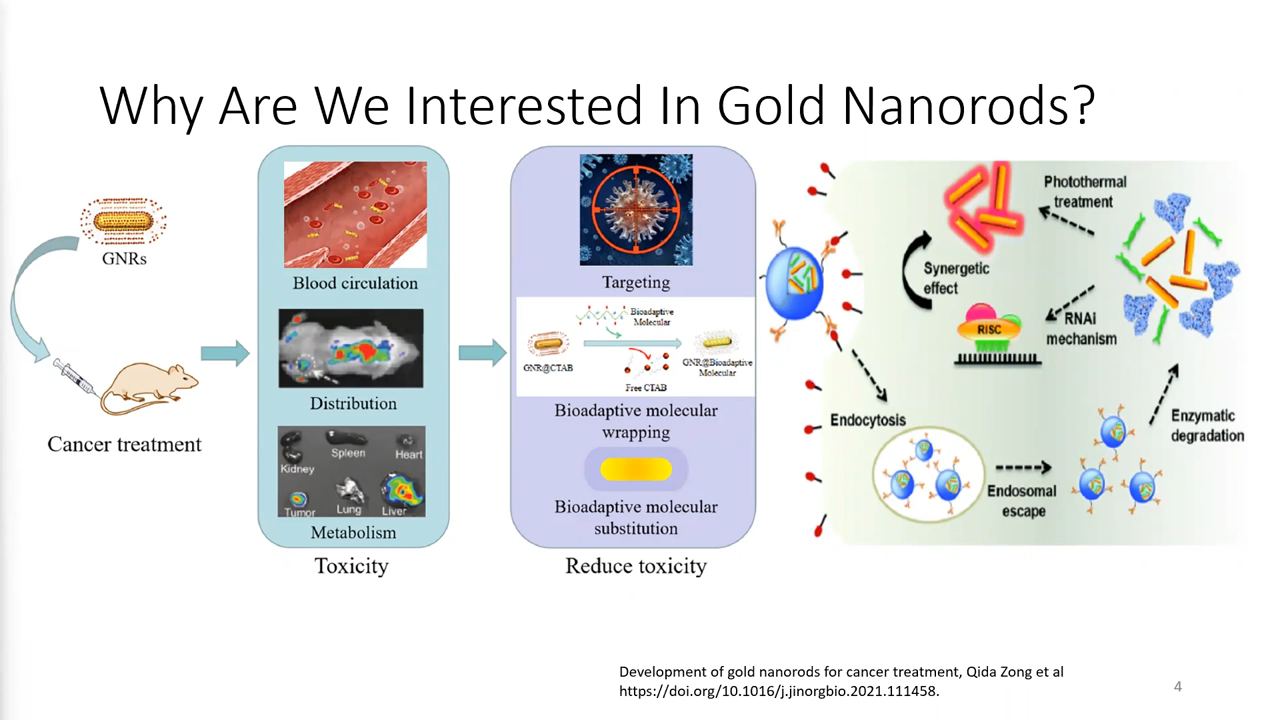 Why Are We Interested In Gold Nanorods?
GNRs
Cancer treatment
Blood circulation
Distribution
Kidney
Spleen
Heart
Tumor
Lung
Liver
Metabolism
Toxicity
Targeting
Bioadaptive
Molecular
GNR@CTAB
GNR@Bioadaptive
Molecular
Free CTAB
Bioadaptive molecular
wrapping
Bioadaptive molecular
substitution
Reduce toxicity
Photothermal
treatment
Synergetic
effect
RISC
RNAi
mechanism
Endocytosis
Endosomal
escape
Enzymatic
degradation
Development of gold nanorods for cancer treatment, Qida Zong et al
https://doi.org/10.1016/j.jinorgbio.2021.111458.
4